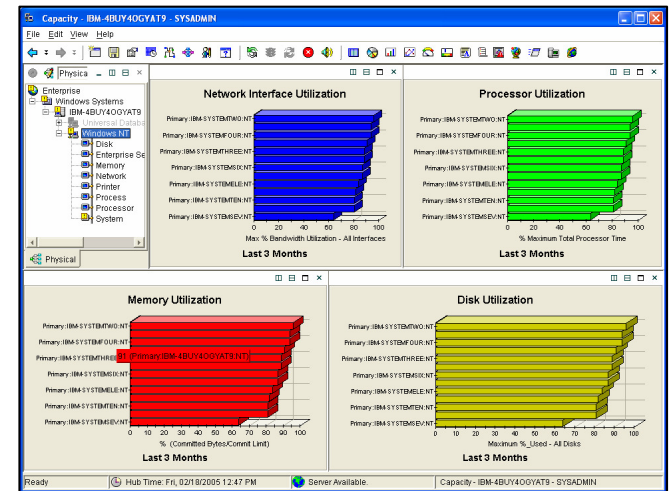 Capacity - IBM-4BUY4OGYAT9 - SYSADMIN
File Edit View Help
Physica
Enterprise
Windows Systems
IBM-4BUY4OGYAT9
Universal Databa
Windows NT
Disk
Enterprise Se
Memory
Network
Printer
Process
Processor
System
Physical
Network Interface Utilization
Primary:IBM-SYSTEMTWO:NT
Primary:IBM-SYSTEMFOUR:NT
Primary:IBM-SYSTEMTHREE:NT
Primary:IBM-SYSTEMSIX:NT
Primary:IBM-SYSTEMELE:NT
Primary:IBM-SYSTEMTEN:NT
Primary:IBM-SYSTEMSEV:NT
0 20 40 60 80 100
Max % Bandwidth Utilization - All Interfaces
Last 3 Months
Processor Utilization
Primary:IBM-SYSTEMTWO:NT
Primary:IBM-SYSTEMFOUR:NT
Primary:IBM-SYSTEMTHREE:NT
Primary:IBM-SYSTEMSIX:NT
Primary:IBM-SYSTEMELE:NT
Primary:IBM-SYSTEMTEN:NT
Primary:IBM-SYSTEMSEV:NT
0 20 40 60 80 100
% Maximum Total Processor Time
Last 3 Months
Memory Utilization
Primary:IBM-SYSTEMTWO:NT
Primary:IBM-SYSTEMFOUR:NT
Primary:IBM-SYSTEMTHREE
91 (Primary:IBM-4BUY4OGYAT9:NT)
Primary:IBM-SYSTEMSIX:NT
Primary:IBM-SYSTEMELE:NT
Primary:IBM-SYSTEMTEN:NT
Primary:IBM-SYSTEMSEV:NT
0 10 20 30 40 50 60 70 80 90 100
% (Committed Bytes/Commit Limit)
Last 3 Months
Disk Utilization
Primary:IBM-SYSTEMTWO:NT
Primary:IBM-SYSTEMFOUR:NT
Primary:IBM-SYSTEMTHREE:NT
Primary:IBM-SYSTEMSIX:NT
Primary:IBM-SYSTEMELE:NT
Primary:IBM-SYSTEMTEN:NT
Primary:IBM-SYSTEMSEV:NT
0 10 20 30 40 50 60 70 80 90 100
Maximum %_Used - All Disks
Last 3 Months
Ready
Hub Time: Fri, 02/18/2005 12:47 PM
Server Available.
Capacity - IBM-4BUY4OGYAT9 - SYSADMIN